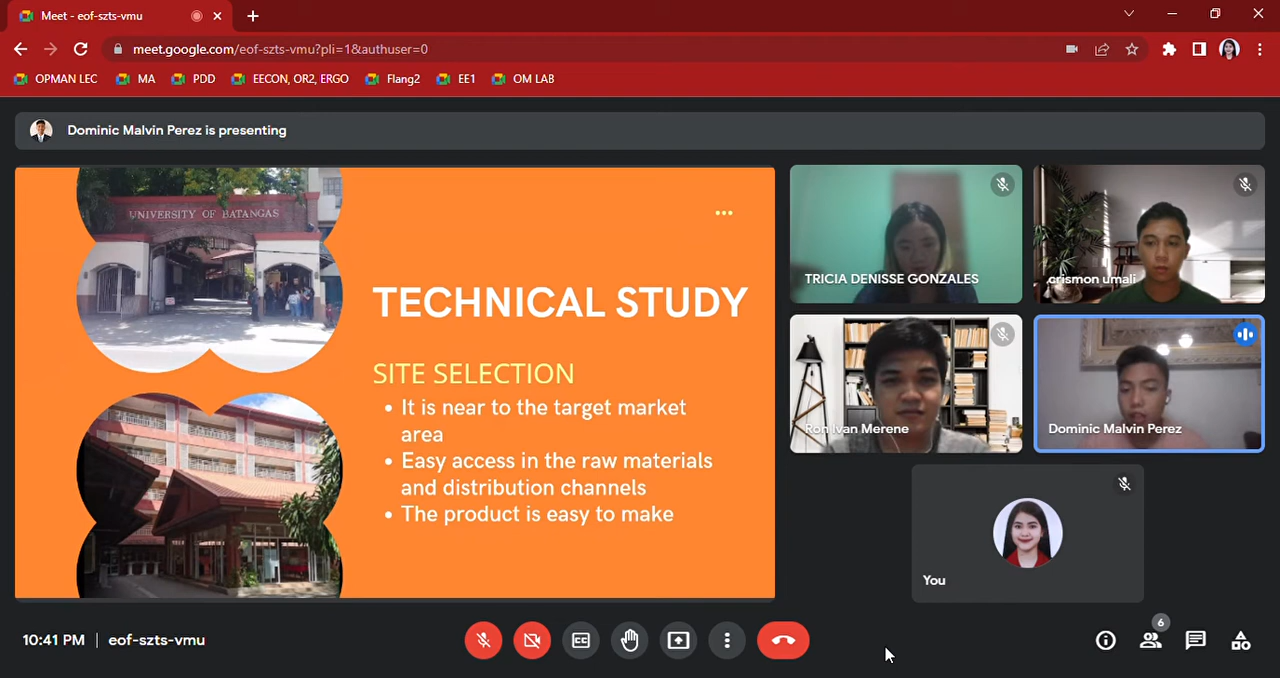 Meet - eof-szts-vmu
meet.google.com/eof-szts-vmu?pli=1&authuser=0
OPMAN LEC MA PDD EECON, OR2, ERGO Flang2 EE1 OM LAB
Dominic Malvin Perez is presenting
UNIVERSITY OF BATANGAS
TECHNICAL STUDY
SITE SELECTION
• It is near to the target market
area
• Easy access in the raw materials
and distribution channels
• The product is easy to make
TRICIA DENISSE GONZALES
crismon umali
Ron Ivan Merene
Dominic Malvin Perez
You
10:41 PM | eof-szts-vmu
CC
6